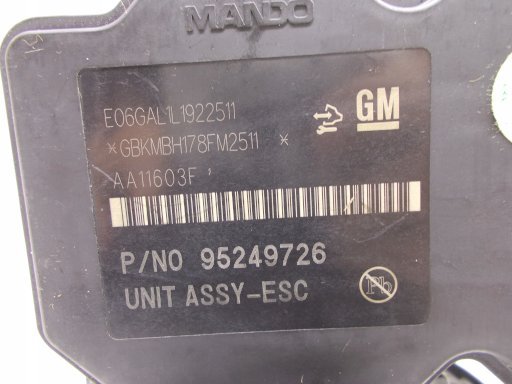 MANDO
E06GAL1L1922511
*GBKMBH178FM2511 *
GM
AA11603F
P/NO 95249726
UNIT ASSY-ESC
Pb